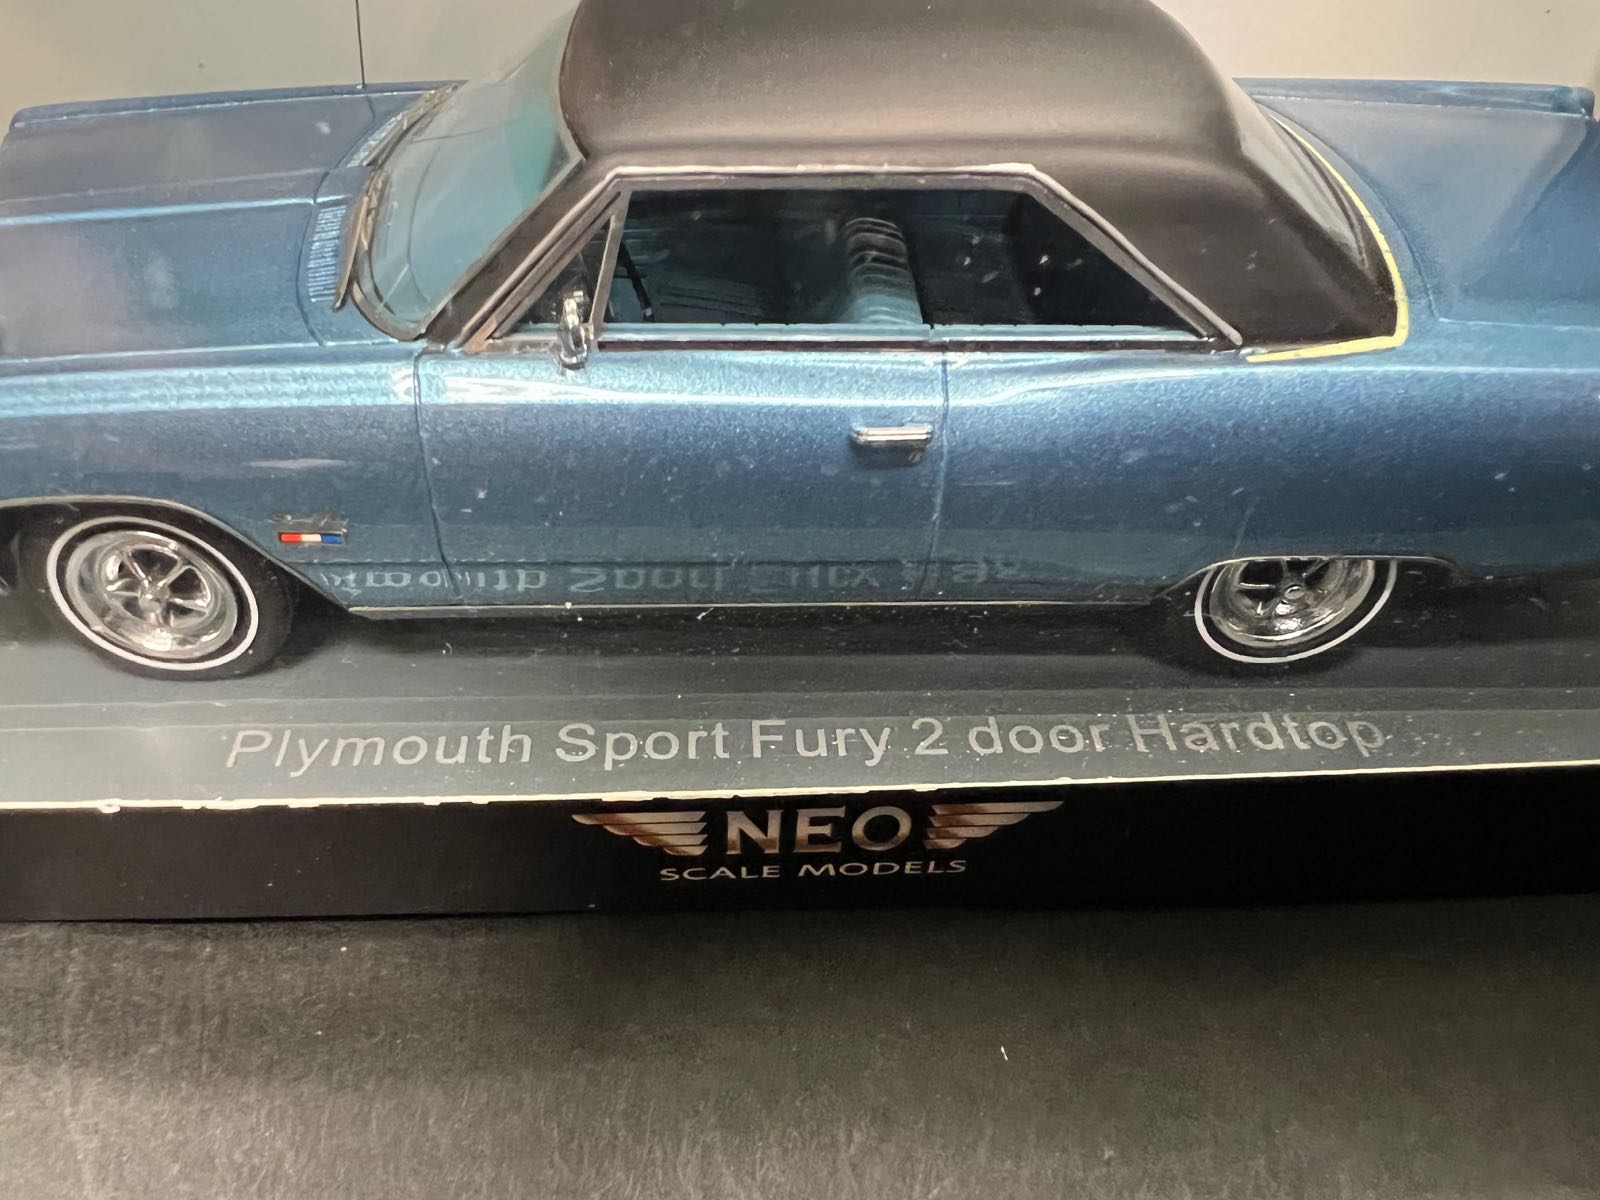 Plymouth Sport Fury 2 door Hardtop
NEO
SCALE MODELS